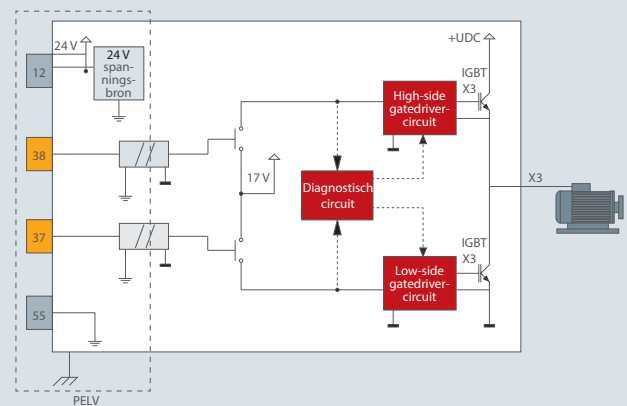 24 V
12
24 V
span-
nings-
bron
38
37
55
PELV
17 V
Diagnostisch
circuit
High-side
gatedriver-
circuit
Low-side
gatedriver-
circuit
+UDC
IGBT
X3
X3
IGBT
X3